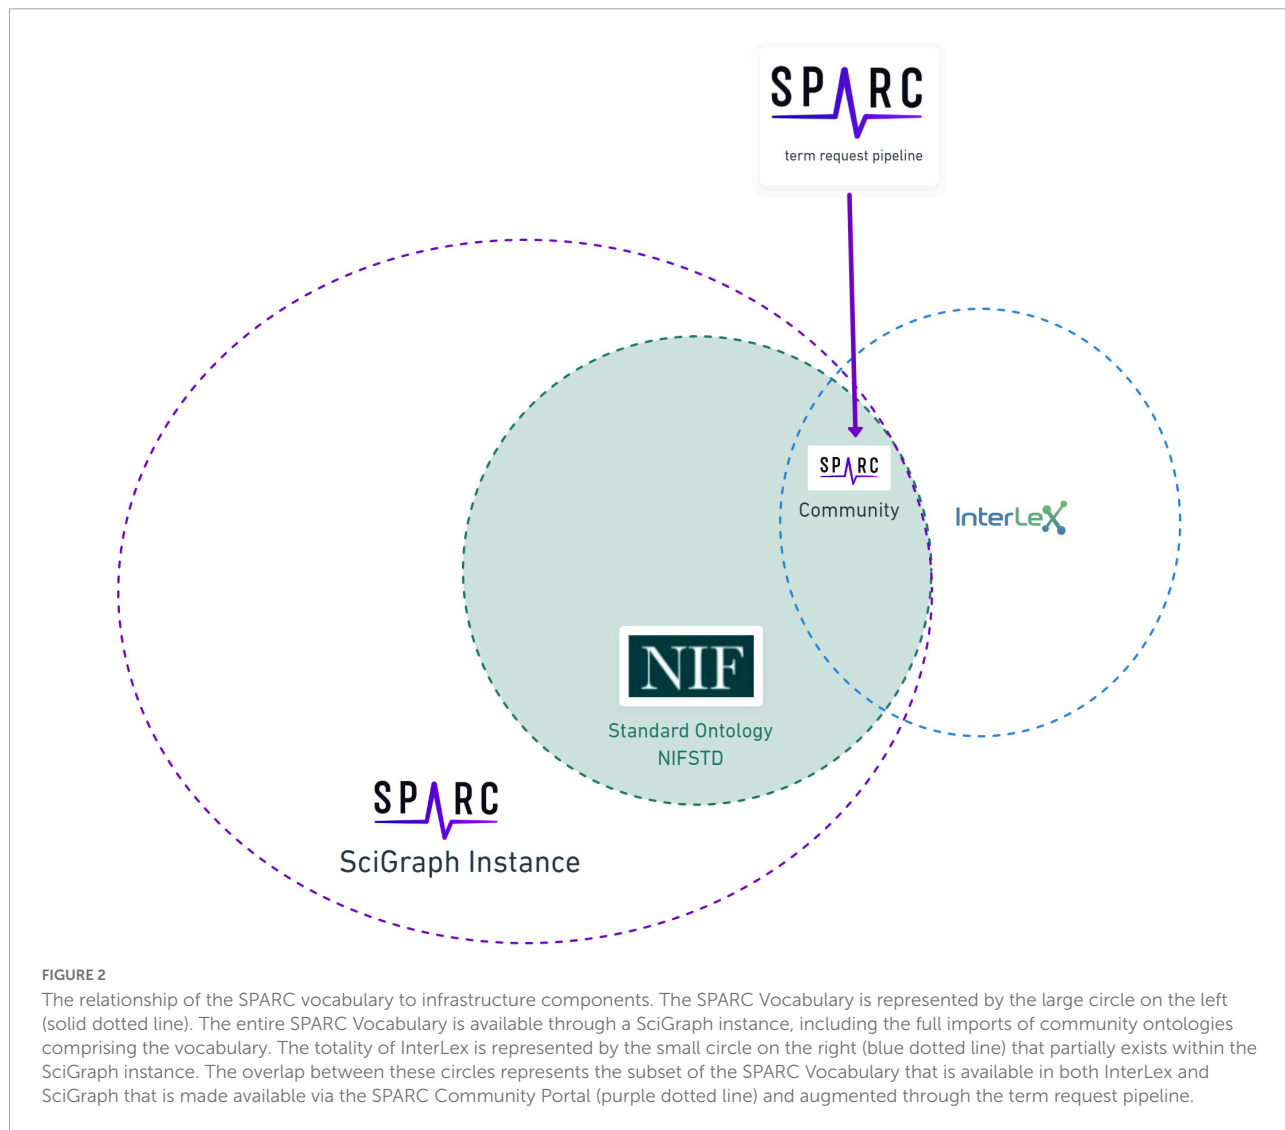 SPARC
term request pipeline
SPARC
Community
InterLeX
NIF
Standard Ontology
NIFSTD
SPARC
SciGraph Instance
FIGURE 2
The relationship of the SPARC vocabulary to infrastructure components. The SPARC Vocabulary is represented by the large circle on the left
(solid dotted line). The entire SPARC Vocabulary is available through a SciGraph instance, including the full imports of community ontologies
comprising the vocabulary. The totality of InterLex is represented by the small circle on the right (blue dotted line) that partially exists within the
SciGraph instance. The overlap between these circles represents the subset of the SPARC Vocabulary that is available in both InterLex and
SciGraph that is made available via the SPARC Community Portal (purple dotted line) and augmented through the term request pipeline.